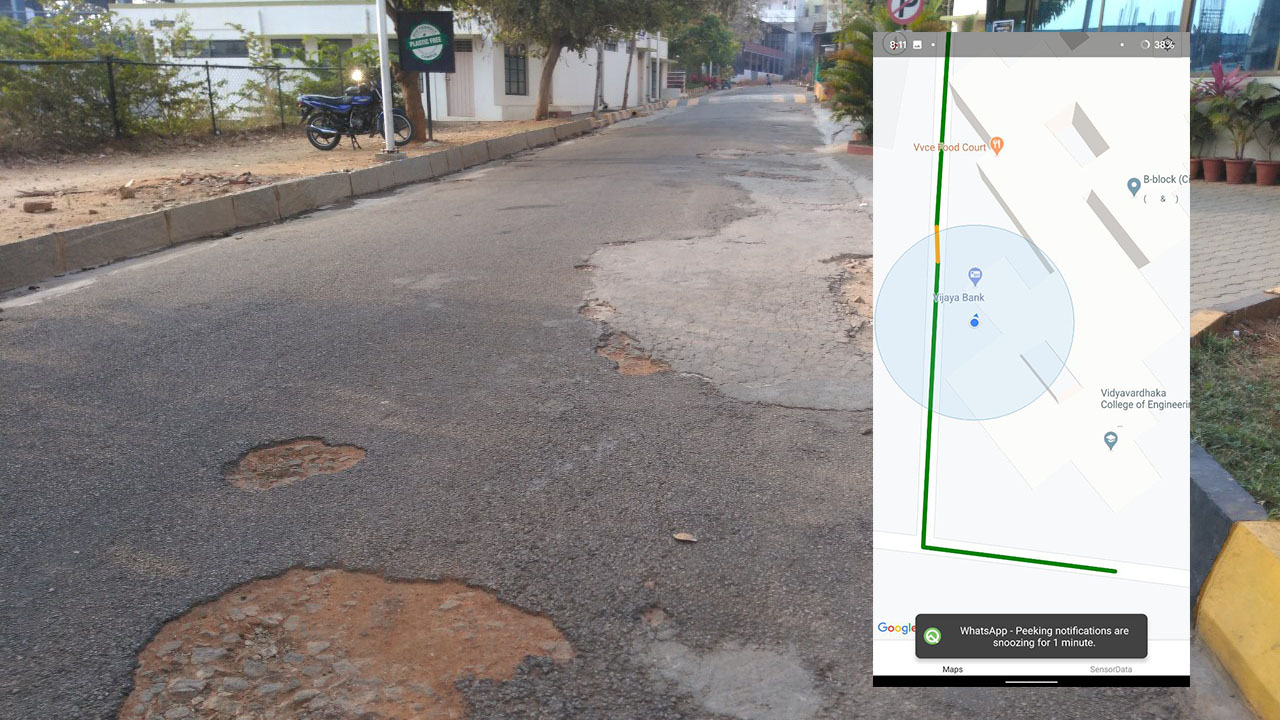 PLASTIC FREE
8:11
38%
Vvce Food Court
B-block (C
( & )
Vijaya Bank
Vidyavardhaka
College of Engineerin
Google
WhatsApp - Peeking notifications are
snoozing for 1 minute.
Maps
SensorData